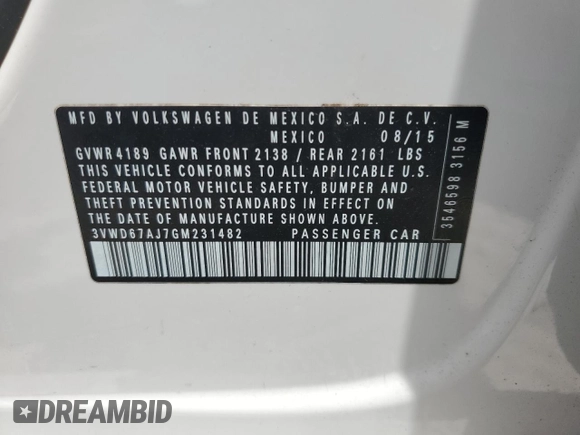 MFD BY VOLKSWAGEN DE MEXICO S.A. DE C.V.
MEXICO 08/15
GVWR 4189 GAWR FRONT 2138 / REAR 2161 LBS
THIS VEHICLE CONFORMS TO ALL APPLICABLE U.S.
FEDERAL MOTOR VEHICLE SAFETY, BUMPER AND
THEFT PREVENTION STANDARDS IN EFFECT ON
THE DATE OF MANUFACTURE SHOWN ABOVE.
3VWD67AJ7GM231482 PASSENGER CAR
3546598 3156 M
DREAMBID